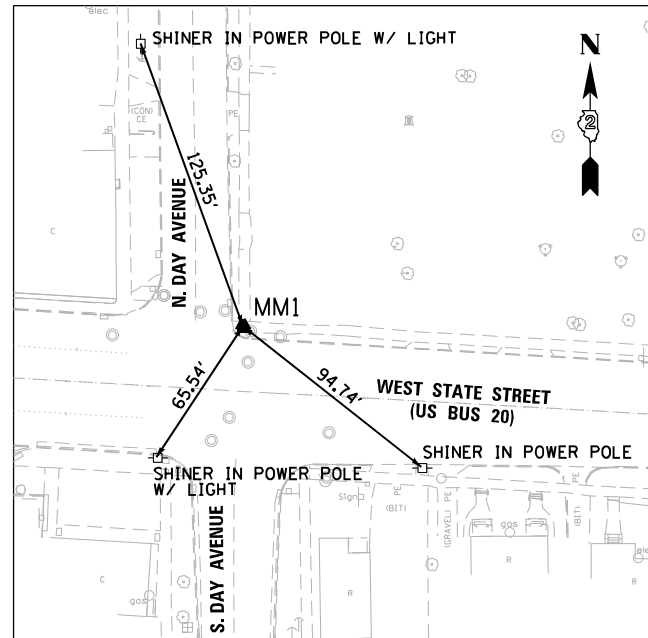 elec
SHINER IN POWER POLE W/ LIGHT
N
2
(CON)
CE
PE
125.35'
N. DAY AVENUE
C
MM1
65.54'
94.74'
WEST STATE STREET
(US BUS 20)
SHINER IN POWER POLE
SHINER IN POWER POLE
W/ LIGHT
S. DAY AVENUE
sign
PE
(BIT)
(GRAVEL) PE
gas
PE
(BIT)
R
R
elec
R
C
gas